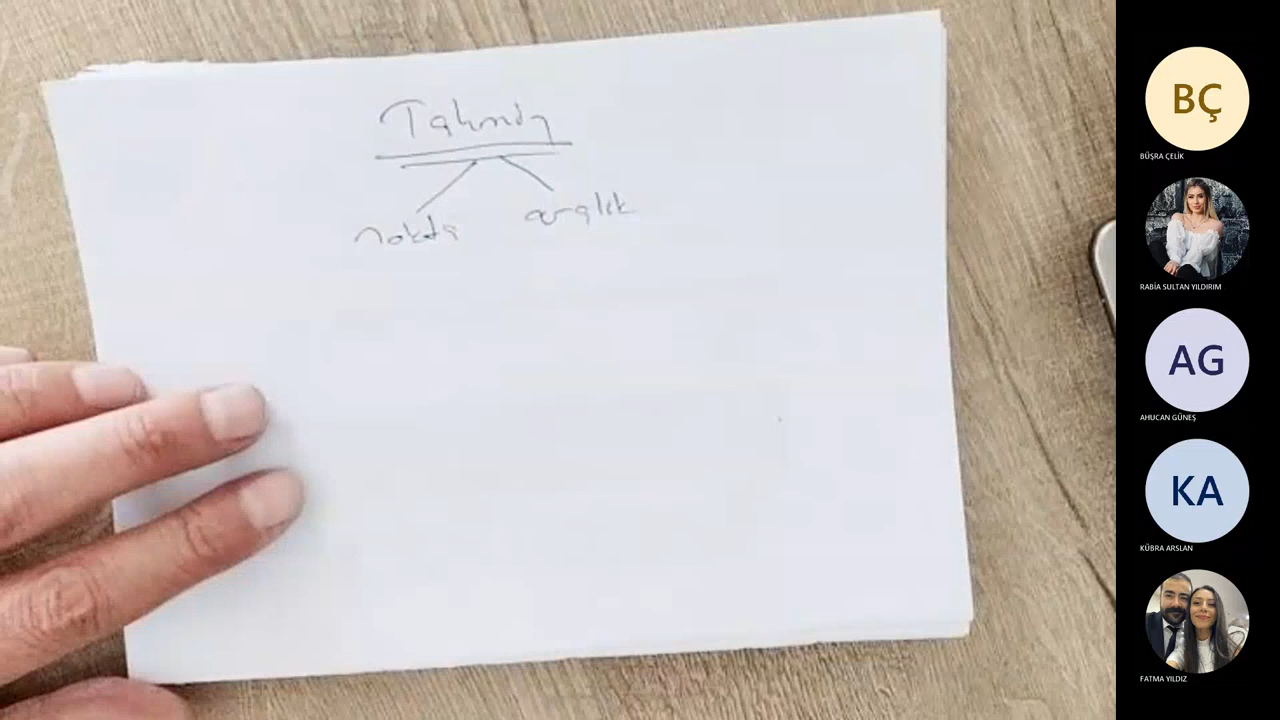 Tahmin
nokta aralık
BÇ
BÜŞRA ÇELİK
RABİA SULTAN YILDIRIM
AG
AHUCAN GÜNEŞ
KA
KÜBRA ARSLAN
FATMA YILDIZ